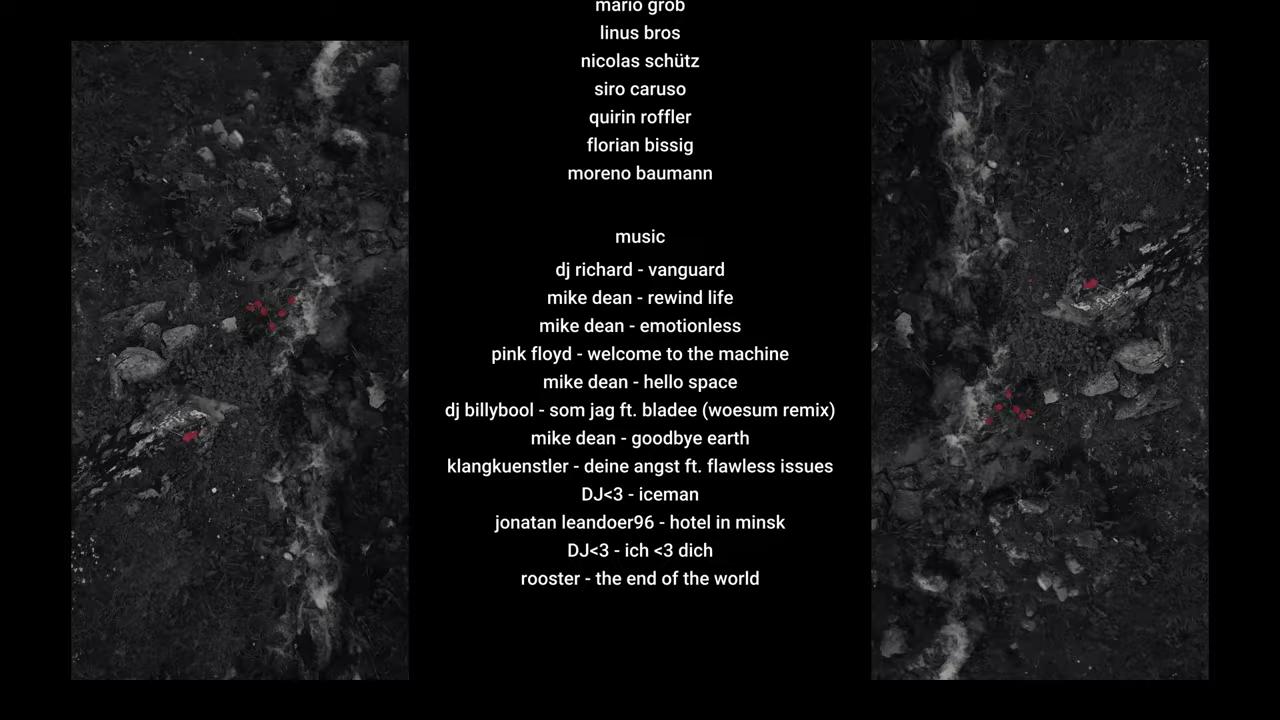 mario grob
linus bros
nicolas schütz
siro caruso
quirin roffler
florian bissig
moreno baumann
music
dj richard - vanguard
mike dean - rewind life
mike dean - emotionless
pink floyd - welcome to the machine
mike dean - hello space
dj billybool - som jag ft. bladee (woesum remix)
mike dean - goodbye earth
klangkuenstler - deine angst ft. flawless issues
DJ<3 - iceman
jonatan leandoer96 - hotel in minsk
DJ<3 - ich <3 dich
rooster - the end of the world